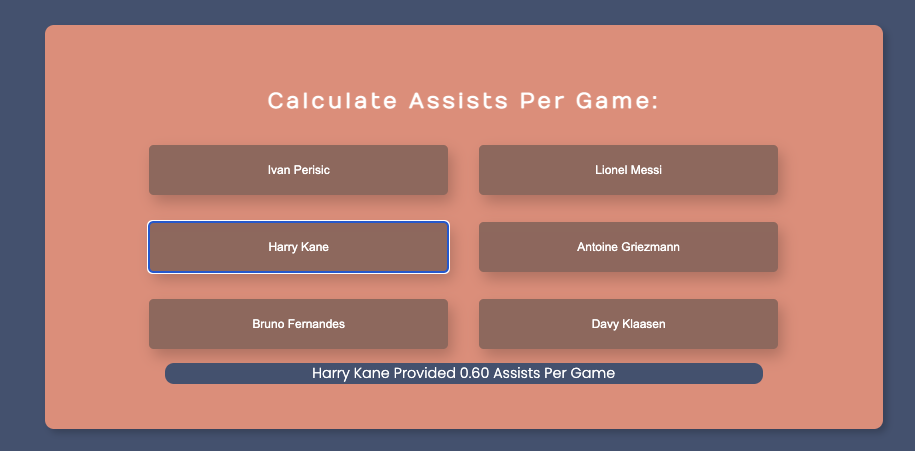 Calculate Assists Per Game:
Ivan Perisic
Lionel Messi
Harry Kane
Antoine Griezmann
Bruno Fernandes
Davy Klaasen
Harry Kane Provided 0.60 Assists Per Game